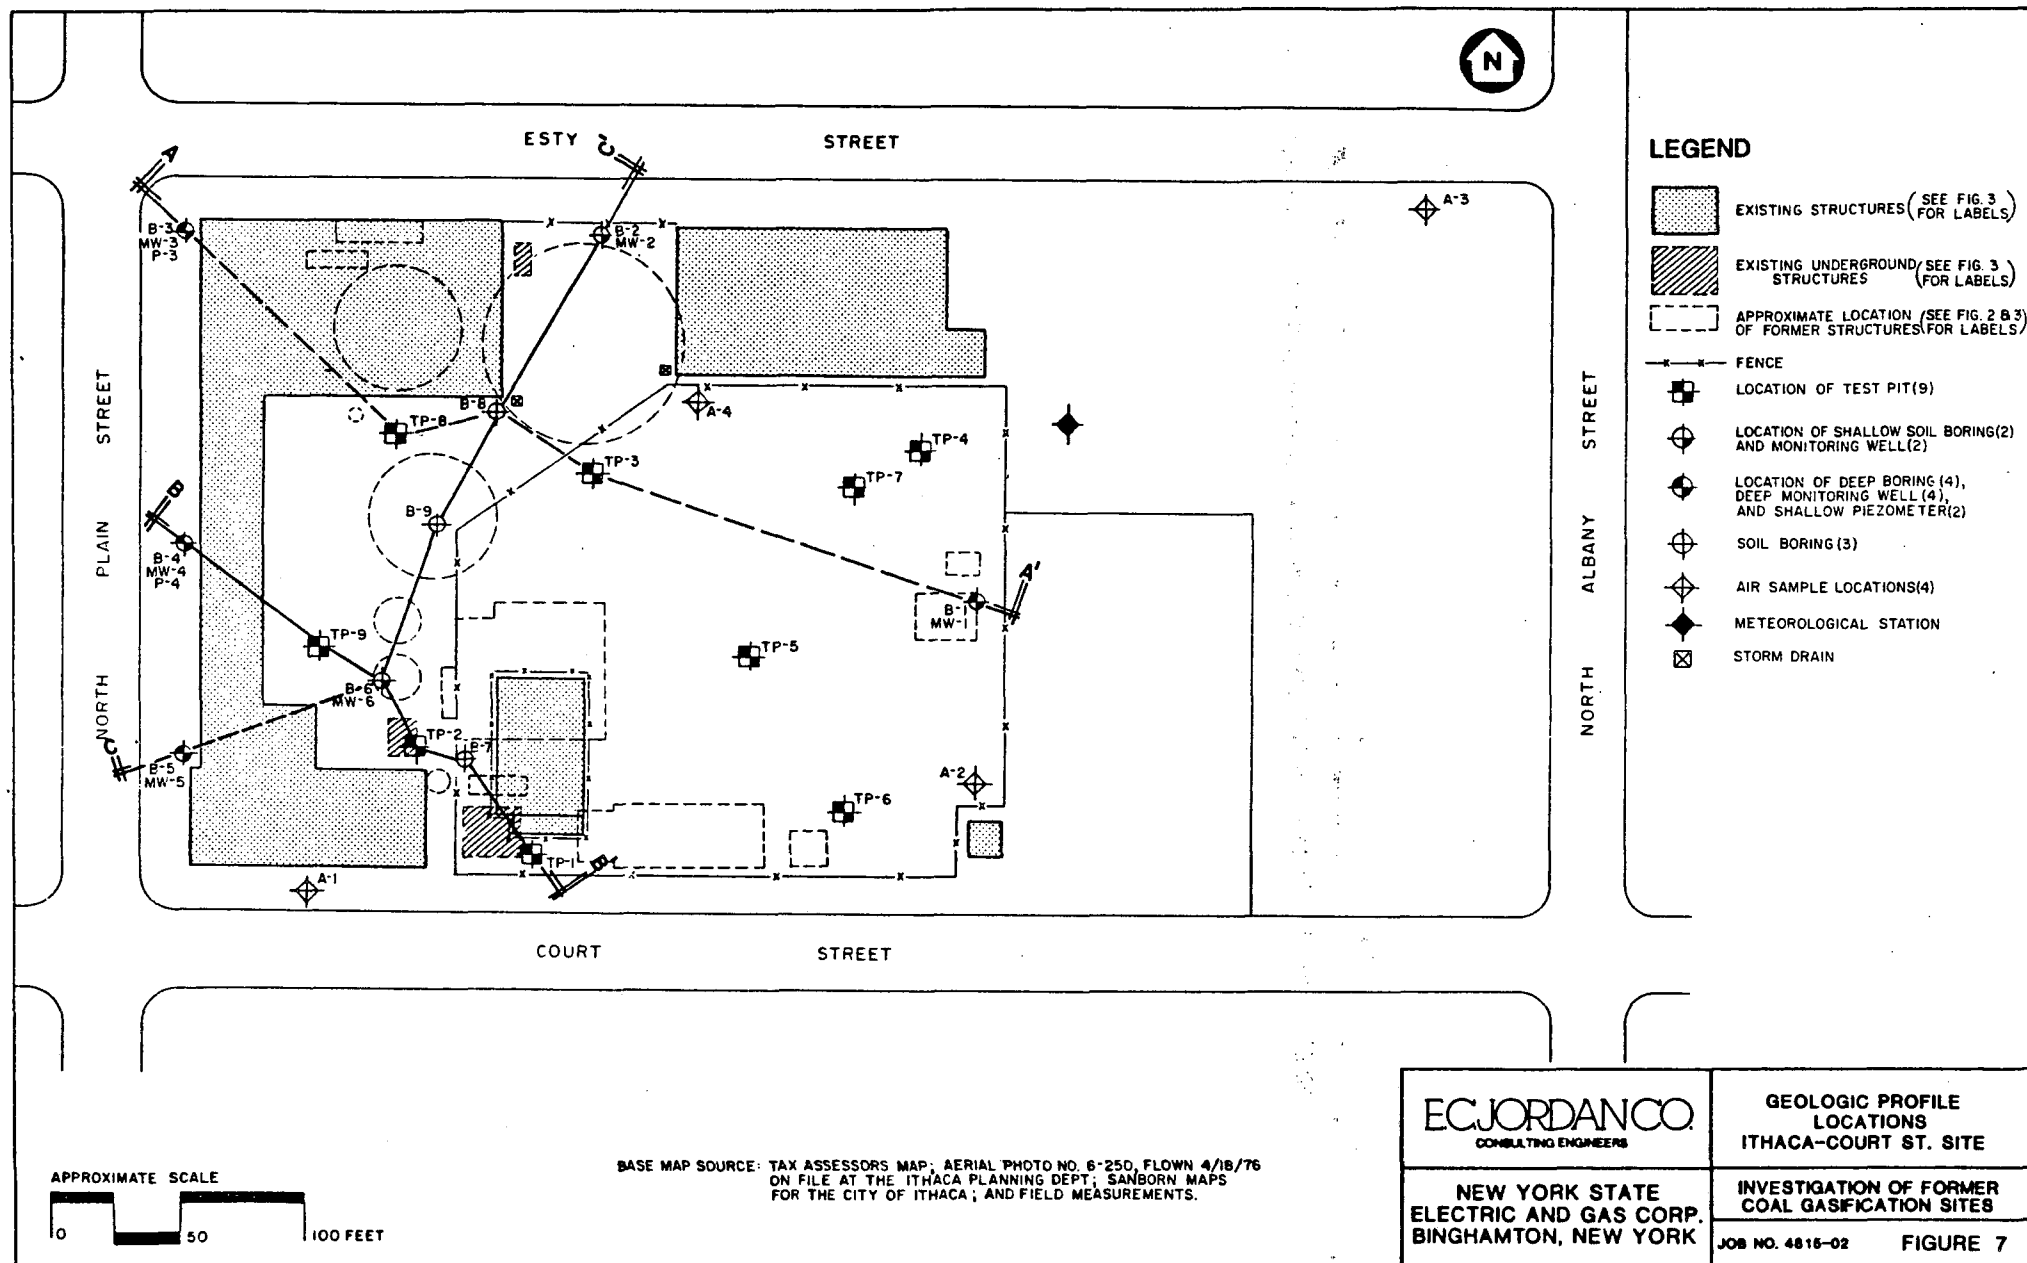 N
ESTY STREET
A
C'
A-3
B-3
MW-3
P-3
B-2
MW-2
B-8
TP-8
A-4
TP-3
TP-4
TP-7
B
B-9
B-4
MW-4
P-4
A'
B-
MW-1
TP-9
TP-5
B-6
MW-6
C
TP-2
B-7
B-5
MW-5
A-2
TP-6
TP-1
B'
A-1
NORTH PLAIN STREET
NORTH ALBANY STREET
COURT STREET
LEGEND
EXISTING STRUCTURES (SEE FIG. 3
FOR LABELS)
EXISTING UNDERGROUND (SEE FIG. 3
STRUCTURES FOR LABELS)
APPROXIMATE LOCATION (SEE FIG. 2 & 3)
OF FORMER STRUCTURES (FOR LABELS)
FENCE
LOCATION OF TEST PIT(9)
LOCATION OF SHALLOW SOIL BORING(2)
AND MONITORING WELL(2)
LOCATION OF DEEP BORING (4),
DEEP MONITORING WELL (4),
AND SHALLOW PIEZOMETER(2)
SOIL BORING (3)
AIR SAMPLE LOCATIONS(4)
METEOROLOGICAL STATION
STORM DRAIN
APPROXIMATE SCALE
0 50 100 FEET
BASE MAP SOURCE: TAX ASSESSORS MAP; AERIAL PHOTO NO. 6-250, FLOWN 4/18/76
ON FILE AT THE ITHACA PLANNING DEPT; SANBORN MAPS
FOR THE CITY OF ITHACA; AND FIELD MEASUREMENTS.
E.C.JORDAN CO.
CONSULTING ENGINEERS
GEOLOGIC PROFILE
LOCATIONS
ITHACA-COURT ST. SITE
NEW YORK STATE
ELECTRIC AND GAS CORP.
BINGHAMTON, NEW YORK
INVESTIGATION OF FORMER
COAL GASIFICATION SITES
JOB NO. 4815-02 FIGURE 7